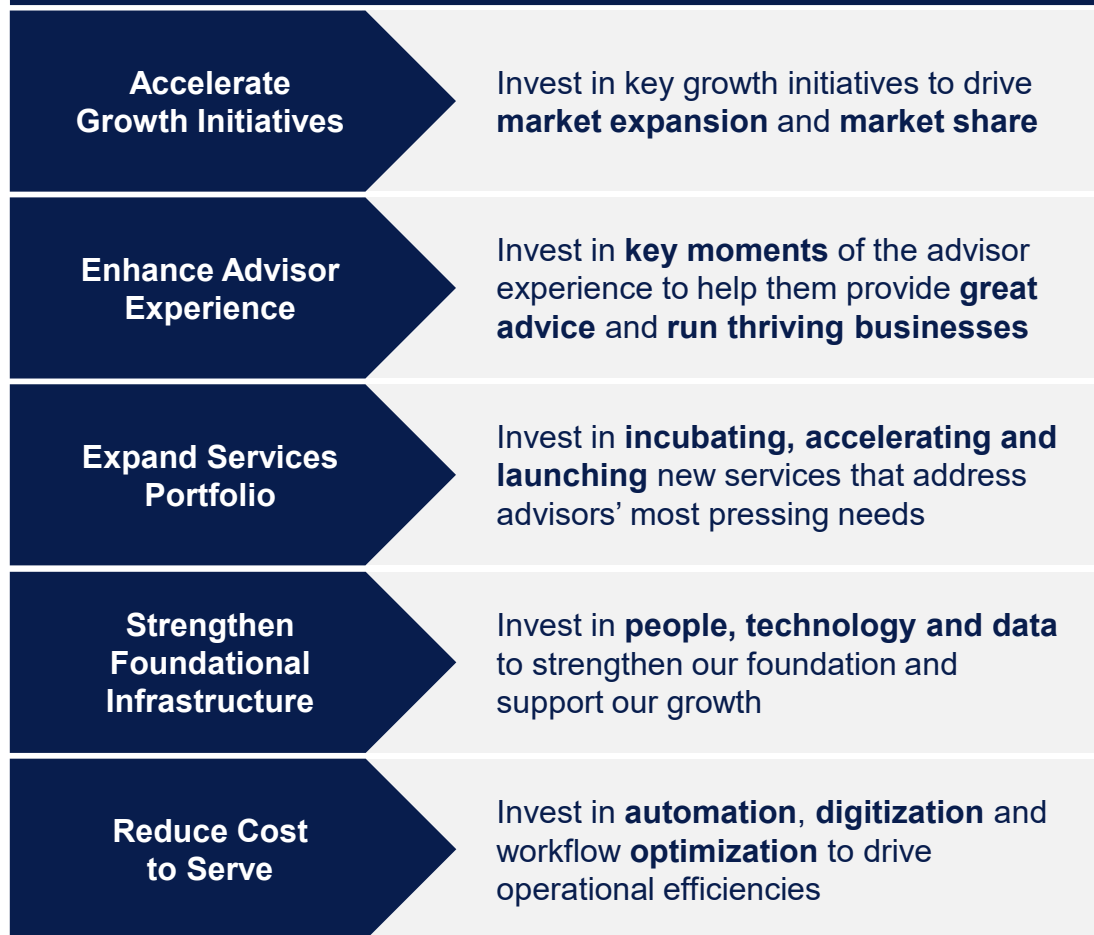 Accelerate
Growth Initiatives
Invest in key growth initiatives to drive
market expansion and market share
Enhance Advisor
Experience
Invest in key moments of the advisor
experience to help them provide great
advice and run thriving businesses
Expand Services
Portfolio
Invest in incubating, accelerating and
launching new services that address
advisors’ most pressing needs
Strengthen
Foundational
Infrastructure
Invest in people, technology and data
to strengthen our foundation and
support our growth
Reduce Cost
to Serve
Invest in automation, digitization and
workflow optimization to drive
operational efficiencies